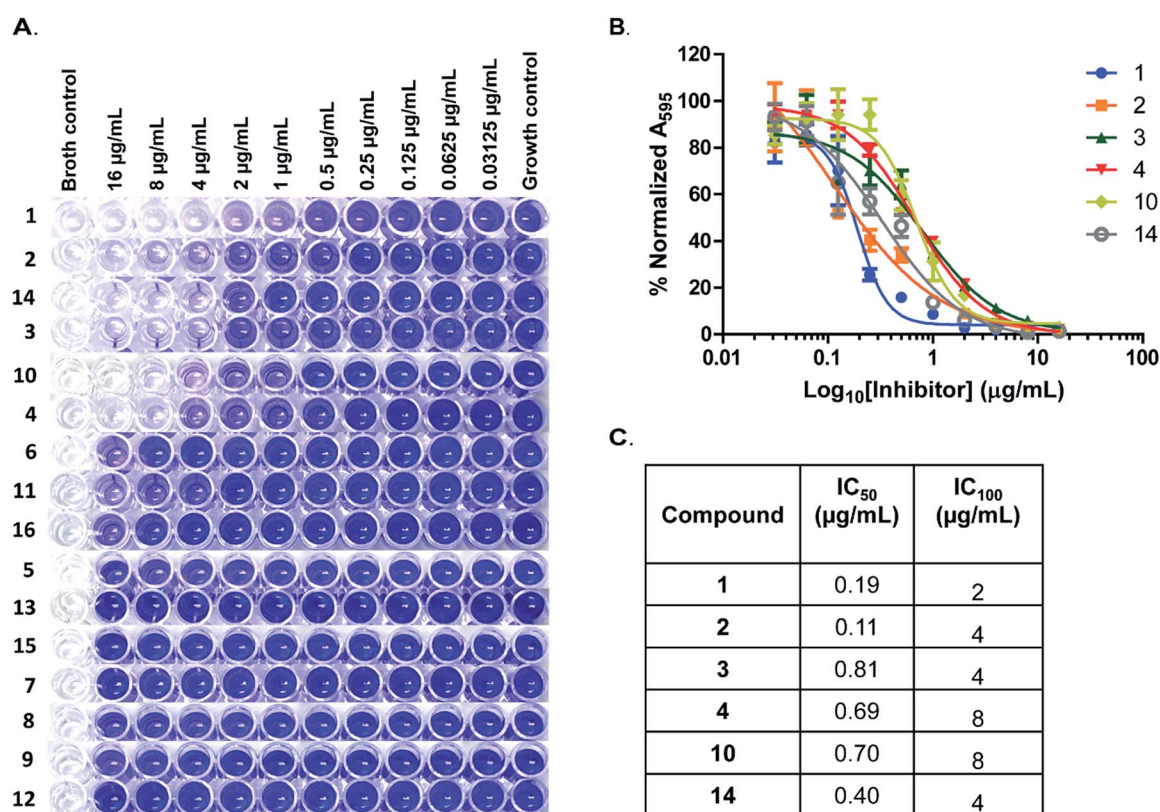 A.
Broth control
16 µg/mL
8 µg/mL
4 µg/mL
2 µg/mL
1 µg/mL
0.5 µg/mL
0.25 µg/mL
0.125 µg/mL
0.0625 µg/mL
0.03125 µg/mL
Growth control
1
2
14
3
10
4
6
11
16
5
13
15
7
8
9
12
B.
% Normalized A595
120
100
80
60
40
20
0
0.01 0.1 1 10 100
Log10[Inhibitor] (µg/mL)
1
2
3
4
10
14
C.
Compound IC50 (µg/mL) IC100 (µg/mL)
1 0.19 2
2 0.11 4
3 0.81 4
4 0.69 8
10 0.70 8
14 0.40 4